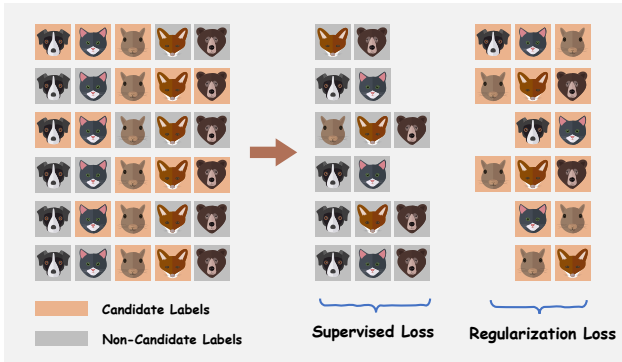 Candidate Labels
Non-Candidate Labels
Supervised Loss
Regularization Loss